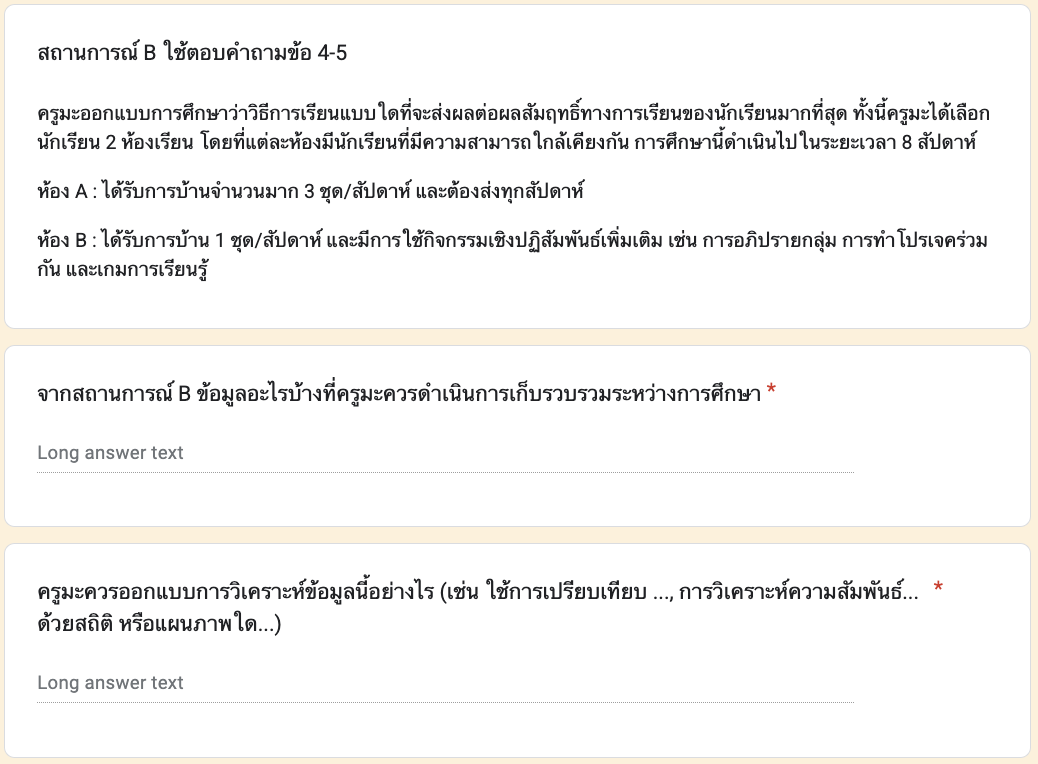 สถานการณ์ B ใช้ตอบคำถามข้อ 4-5
ครูมะออกแบบการศึกษาว่าวิธีการเรียนแบบใดที่จะส่งผลต่อผลสัมฤทธิ์ทางการเรียนของนักเรียนมากที่สุด ทั้งนี้ครูมะได้เลือก
นักเรียน 2 ห้องเรียน โดยที่แต่ละห้องมีนักเรียนที่มีความสามารถใกล้เคียงกัน การศึกษานี้ดำเนินไปในระยะเวลา 8 สัปดาห์
ห้อง A : ได้รับการบ้านจำนวนมาก 3 ชุด/สัปดาห์ และต้องส่งทุกสัปดาห์
ห้อง B : ได้รับการบ้าน 1 ชุด/สัปดาห์ และมีการใช้กิจกรรมเชิงปฏิสัมพันธ์เพิ่มเติม เช่น การอภิปรายกลุ่ม การทำโปรเจคร่วม
กัน และเกมการเรียนรู้
จากสถานการณ์ B ข้อมูลอะไรบ้างที่ครูมะควรดำเนินการเก็บรวบรวมระหว่างการศึกษา *
Long answer text
ครูมะควรออกแบบการวิเคราะห์ข้อมูลนี้อย่างไร (เช่น ใช้การเปรียบเทียบ ..., การวิเคราะห์ความสัมพันธ์... *
ด้วยสถิติ หรือแผนภาพใด...)
Long answer text